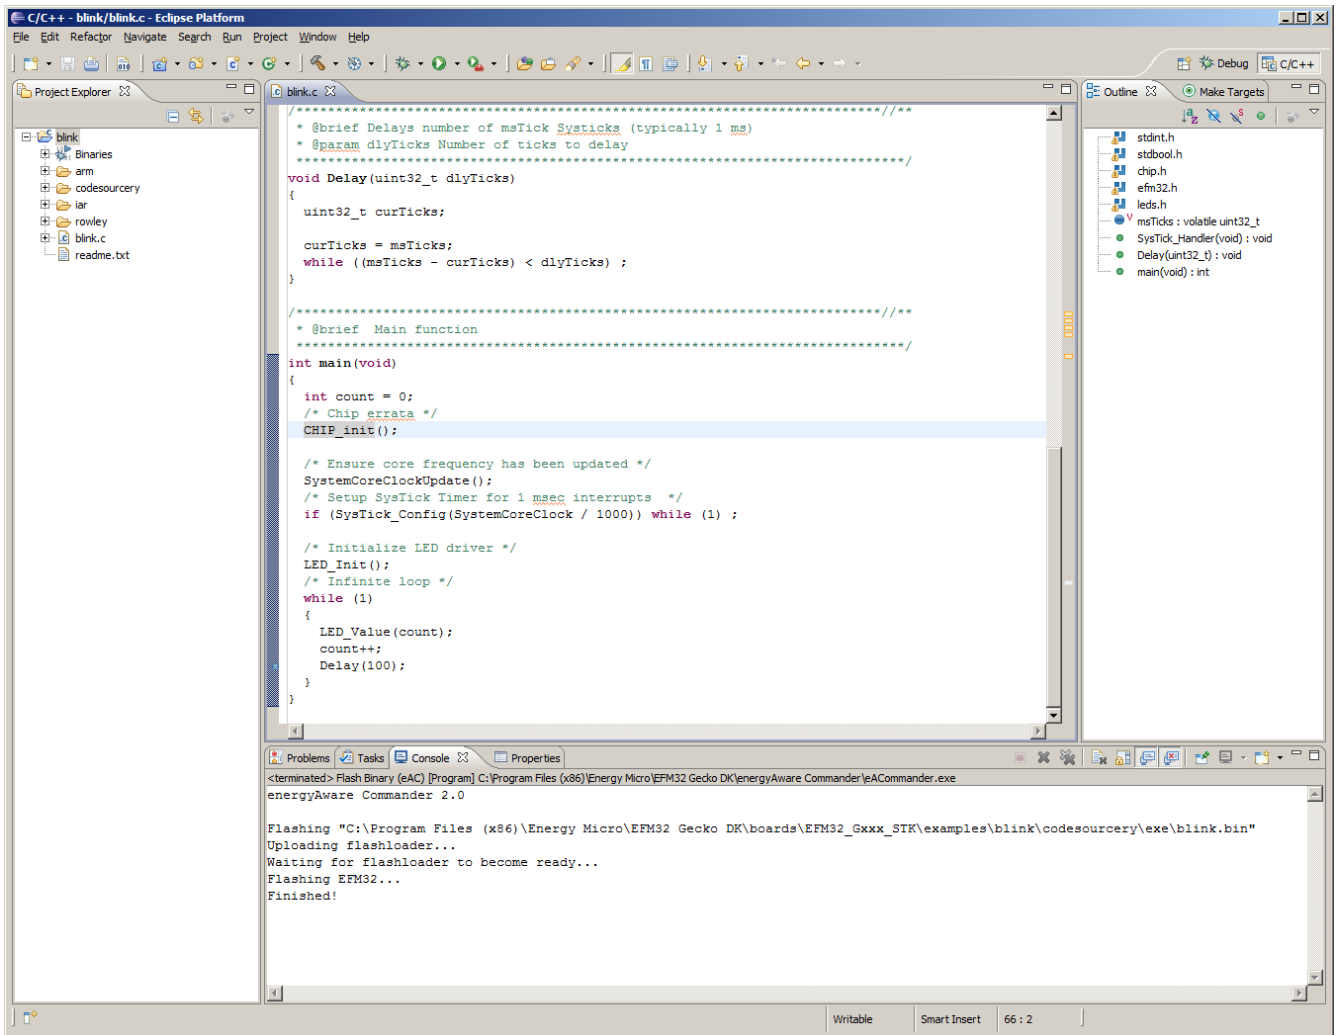 C/C++ - blink/blink.c - Eclipse Platform
File Edit Refactor Navigate Search Run Project Window Help
Debug C/C++
Project Explorer
blink
Binaries
arm
codesourcery
iar
rowley
blink.c
readme.txt
blink.c
/***************************************************************************//**
 * @brief Delays number of msTick Systicks (typically 1 ms)
 * @param dlyTicks Number of ticks to delay
 ******************************************************************************/
void Delay(uint32_t dlyTicks)
{
  uint32_t curTicks;
  curTicks = msTicks;
  while ((msTicks - curTicks) < dlyTicks) ;
}
/***************************************************************************//**
 * @brief  Main function
 ******************************************************************************/
int main(void)
{
  int count = 0;
  /* Chip errata */
  CHIP_init();
  /* Ensure core frequency has been updated */
  SystemCoreClockUpdate();
  /* Setup SysTick Timer for 1 msec interrupts  */
  if (SysTick_Config(SystemCoreClock / 1000)) while (1) ;
  /* Initialize LED driver */
  LED_Init();
  /* Infinite loop */
  while (1)
  {
    LED_Value(count);
    count++;
    Delay(100);
  }
}
Outline Make Targets
stdint.h
stdbool.h
chip.h
efm32.h
leds.h
msTicks : volatile uint32_t
SysTick_Handler(void) : void
Delay(uint32_t) : void
main(void) : int
Problems Tasks Console Properties
<terminated> Flash Binary (eAC) [Program] C:\Program Files (x86)\Energy Micro\EFM32 Gecko DK\energyAware Commander\eACommander.exe
energyAware Commander 2.0
Flashing "C:\Program Files (x86)\Energy Micro\EFM32 Gecko DK\boards\EFM32_Gxxx_STK\examples\blink\codesourcery\exe\blink.bin"
Uploading flashloader...
Waiting for flashloader to become ready...
Flashing EFM32...
Finished!
Writable Smart Insert 66 : 2